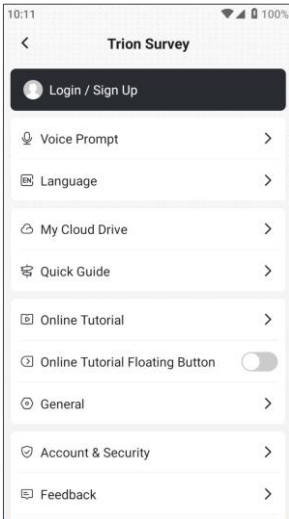 10:11
100%
Trion Survey
Login / Sign Up
Voice Prompt
EN
Language
My Cloud Drive
Quick Guide
Online Tutorial
Online Tutorial Floating Button
General
Account & Security
Feedback